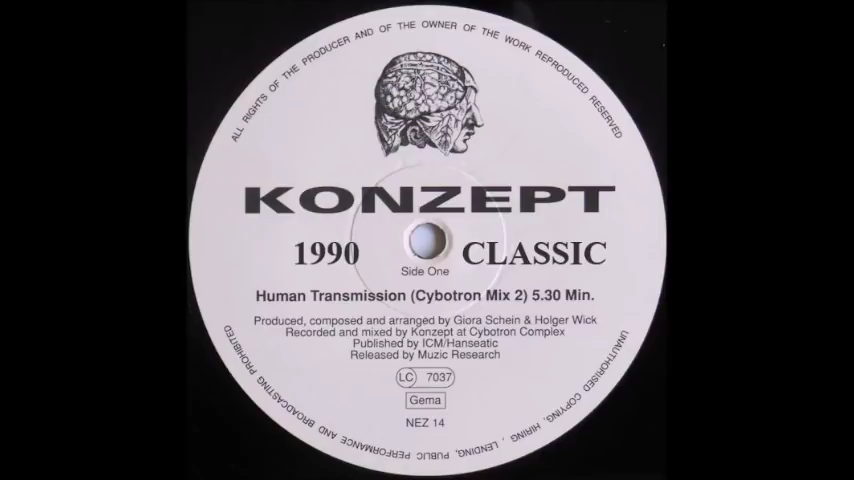 ALL RIGHTS OF THE PRODUCER AND OF THE OWNER OF THE WORK REPRODUCED RESERVED
KONZEPT
1990 CLASSIC
Side One
Human Transmission (Cybotron Mix 2) 5.30 Min.
Produced, composed and arranged by Giora Schein & Holger Wick
Recorded and mixed by Konzept at Cybotron Complex
Published by ICM/Hanseatic
Released by Muzic Research
LC 7037
Gema
NEZ 14
UNAUTHORISED COPYING, HIRING, LENDING, PUBLIC PERFORMANCE AND BROADCASTING PROHIBITED